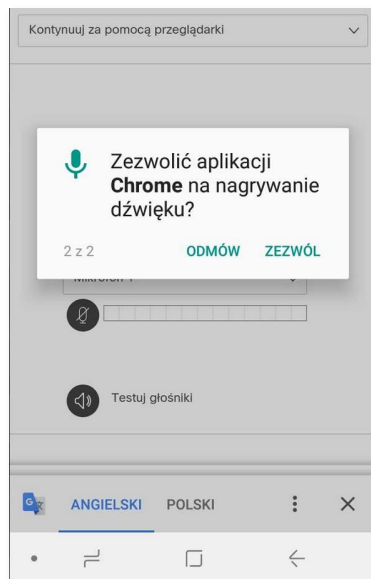 Kontynuuj za pomocą przeglądarki
Zezwolić aplikacji
Chrome na nagrywanie
dźwięku?
2 z 2
ODMÓW
ZEZWÓL
Testuj głośniki
ANGIELSKI
POLSKI